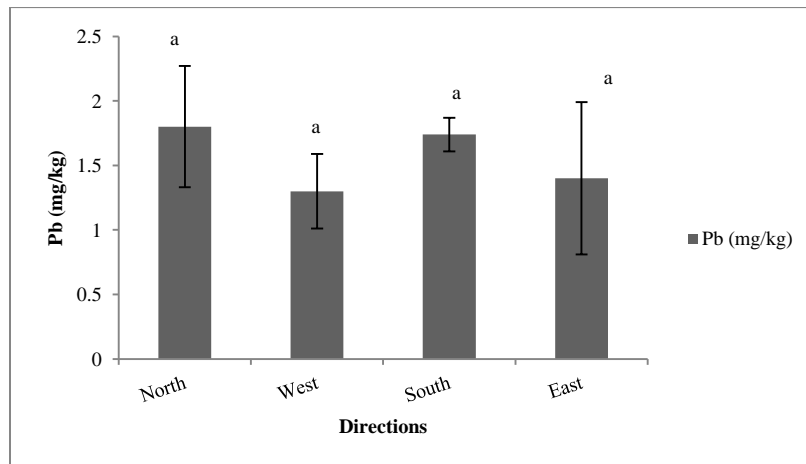 2.5
2
1.5
1
0.5
0
Pb (mg/kg)
a
a
a
a
North
West
South
East
Directions
Pb (mg/kg)